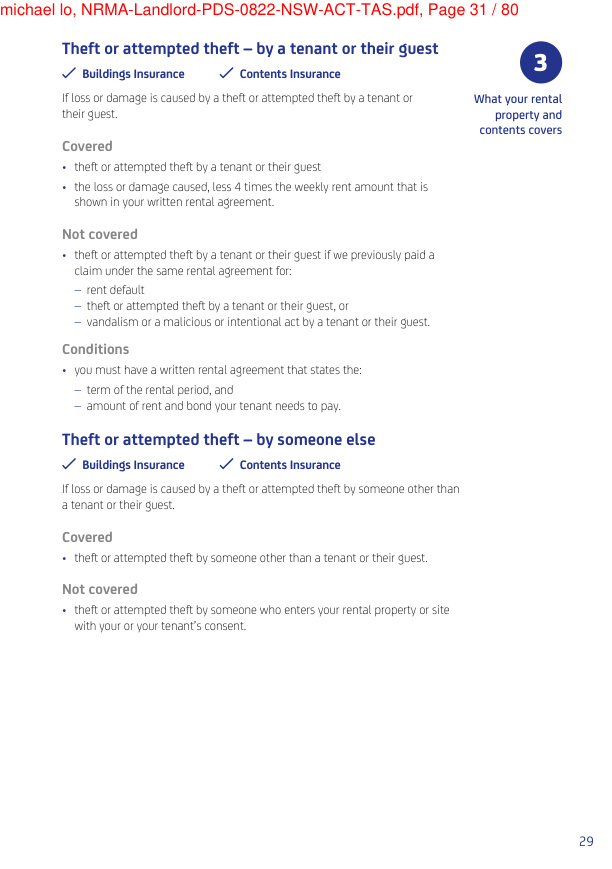 michael lo, NRMA-Landlord-PDS-0822-NSW-ACT-TAS.pdf, Page 31 / 80
Theft or attempted theft – by a tenant or their guest
✓ Buildings Insurance ✓ Contents Insurance
If loss or damage is caused by a theft or attempted theft by a tenant or
their guest.
Covered
• theft or attempted theft by a tenant or their guest
• the loss or damage caused, less 4 times the weekly rent amount that is
shown in your written rental agreement.
Not covered
• theft or attempted theft by a tenant or their guest if we previously paid a
claim under the same rental agreement for:
– rent default
– theft or attempted theft by a tenant or their guest, or
– vandalism or a malicious or intentional act by a tenant or their guest.
Conditions
• you must have a written rental agreement that states the:
– term of the rental period, and
– amount of rent and bond your tenant needs to pay.
Theft or attempted theft – by someone else
✓ Buildings Insurance ✓ Contents Insurance
If loss or damage is caused by a theft or attempted theft by someone other than
a tenant or their guest.
Covered
• theft or attempted theft by someone other than a tenant or their guest.
Not covered
• theft or attempted theft by someone who enters your rental property or site
with your or your tenant's consent.
3
What your rental
property and
contents covers
29